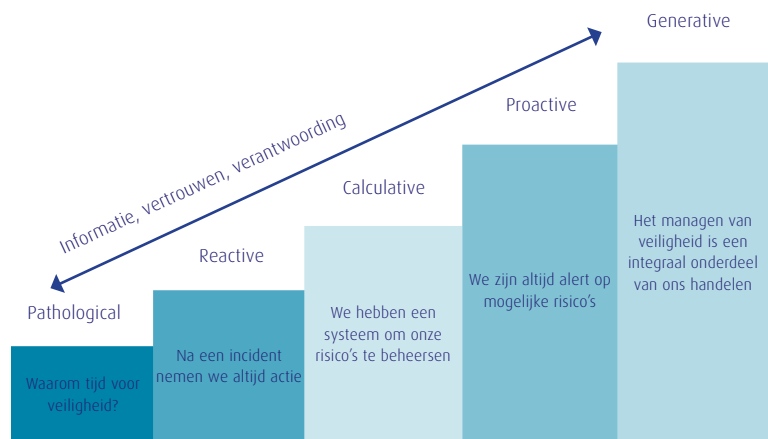 Generative
Proactive
Informatie, vertrouwen, verantwoording
Calculative
Reactive
Pathological
Het managen van
veiligheid is een
integraal onderdeel
van ons handelen
We zijn altijd alert op
mogelijke risico's
We hebben een
systeem om onze
risico's te beheersen
Na een incident
nemen we altijd actie
Waarom tijd voor
veiligheid?